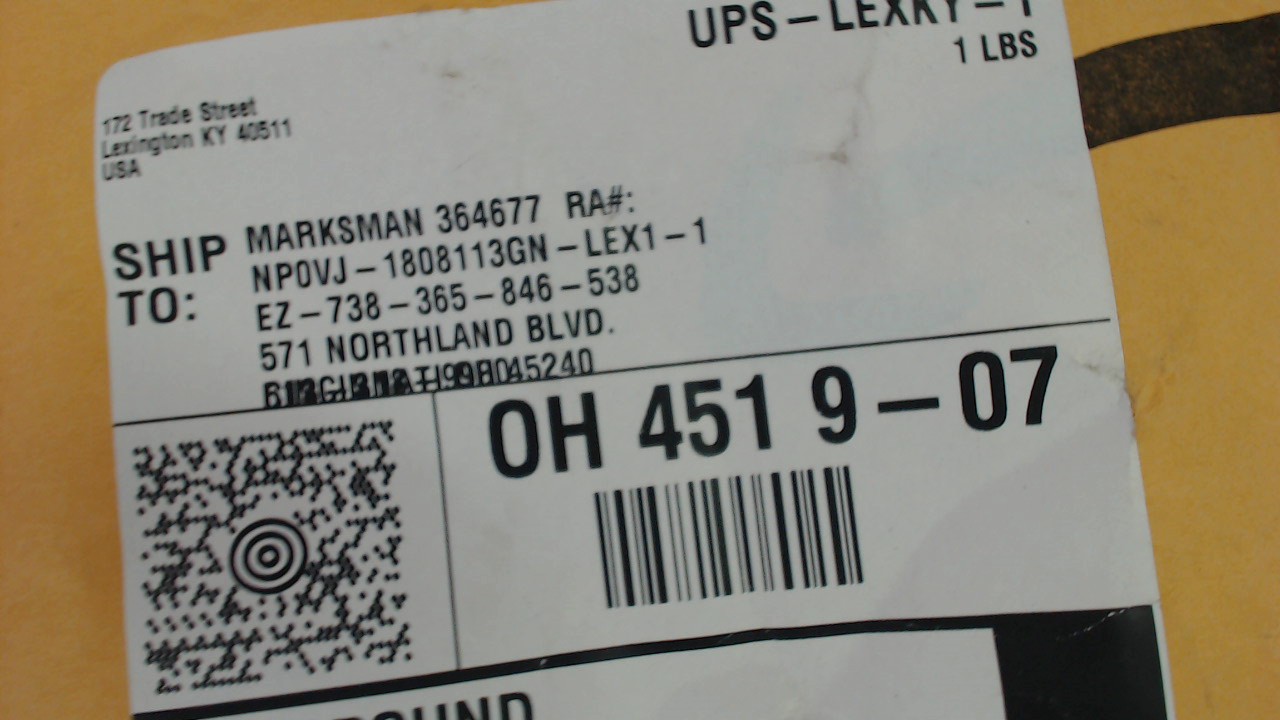 UPS - LEXKY - 1
1 LBS
172 Trade Street
Lexington KY 40511
USA
SHIP TO:
MARKSMAN 364677 RA#:
NP0VJ - 1808113GN - LEX1 - 1
EZ - 738 - 365 - 846 - 538
571 NORTHLAND BLVD.
45240
OH 451 9 - 07